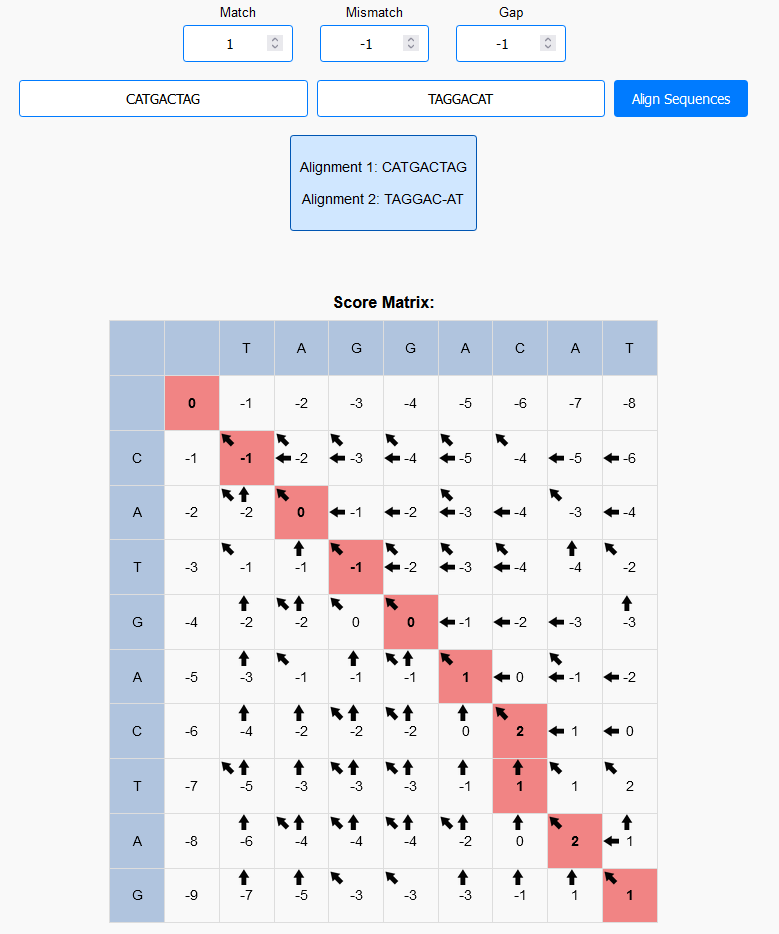 Match Mismatch Gap
1 -1 -1
CATGACTAG TAGGACAT Align Sequences
Alignment 1: CATGACTAG
Alignment 2: TAGGAC-AT
Score Matrix:
T A G G A C A T
0 -1 -2 -3 -4 -5 -6 -7 -8
C -1 -1 -2 -3 -4 -5 -4 -5 -6
A -2 -2 0 -1 -2 -3 -4 -3 -4
T -3 -1 -1 -1 -2 -3 -4 -4 -2
G -4 -2 -2 0 0 -1 -2 -3 -3
A -5 -3 -1 -1 -1 1 0 -1 -2
C -6 -4 -2 -2 -2 0 2 1 0
T -7 -5 -3 -3 -3 -1 1 1 2
A -8 -6 -4 -4 -4 -2 0 2 1
G -9 -7 -5 -3 -3 -3 -1 1 1